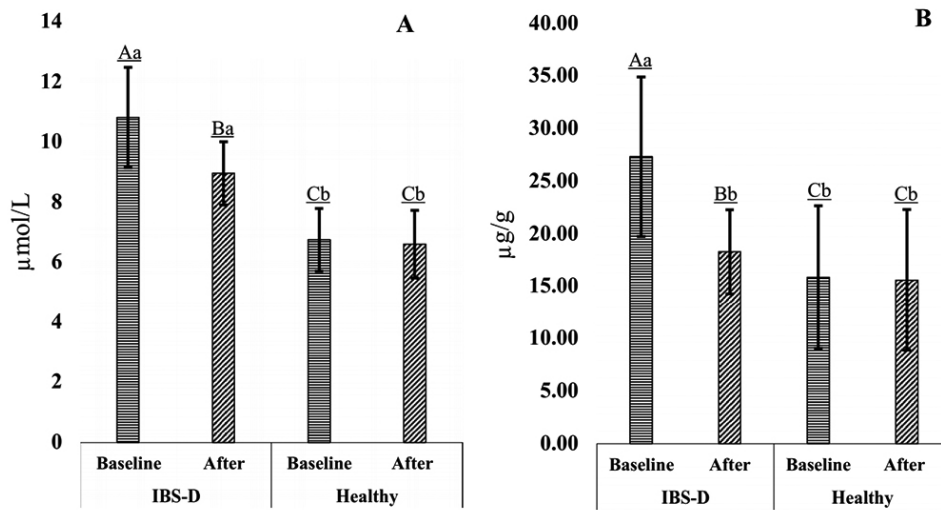 A
µmol/L
14
12
10
8
6
4
2
0
Aa
Ba
Cb
Cb
Baseline After Baseline After
IBS-D Healthy
B
µg/g
40.00
35.00
30.00
25.00
20.00
15.00
10.00
5.00
0.00
Aa
Bb
Cb
Cb
Baseline After Baseline After
IBS-D Healthy